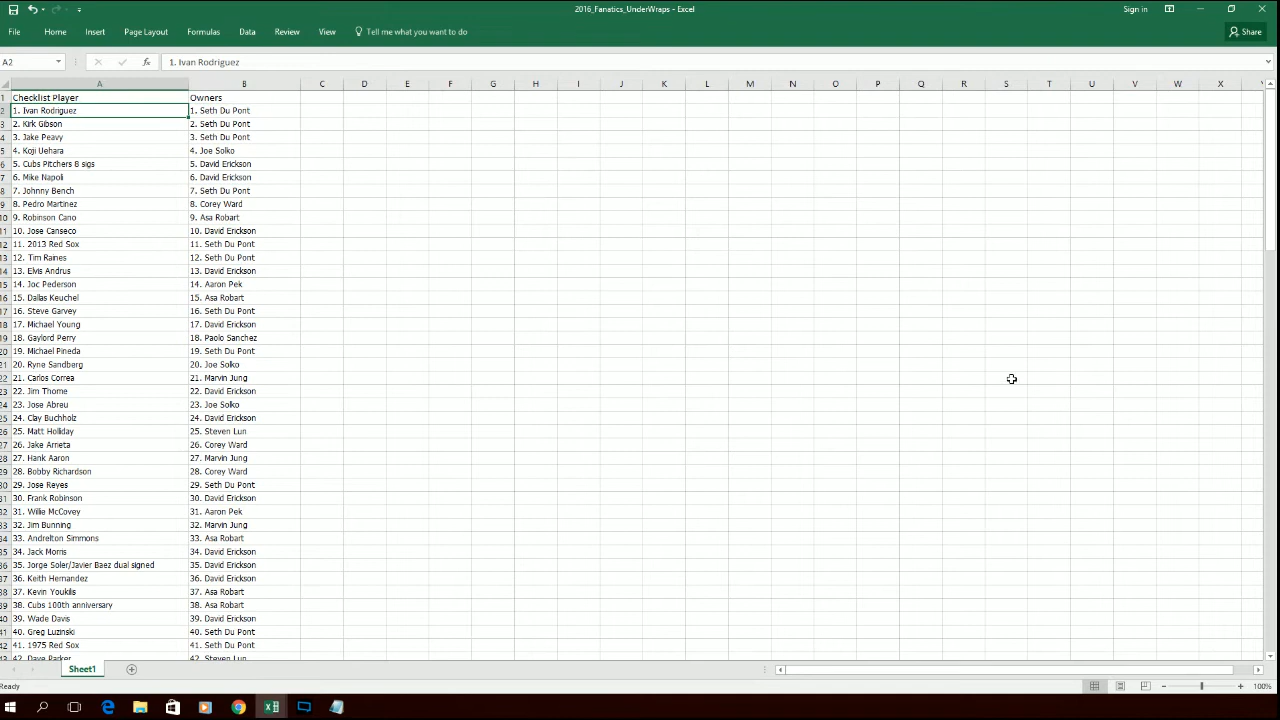 2016_Fanatics_UnderWraps - Excel
Sign in
File Home Insert Page Layout Formulas Data Review View Tell me what you want to do Share
A2 fx 1. Ivan Rodriguez
A B C D E F G H I J K L M N O P Q R S T U V W X
1 Checklist Player Owners
2 1. Ivan Rodriguez 1. Seth Du Pont
3 2. Kirk Gibson 2. Seth Du Pont
4 3. Jake Peavy 3. Seth Du Pont
5 4. Koji Uehara 4. Joe Solko
6 5. Cubs Pitchers 8 sigs 5. David Erickson
7 6. Mike Napoli 6. David Erickson
8 7. Johnny Bench 7. Seth Du Pont
9 8. Pedro Martinez 8. Corey Ward
10 9. Robinson Cano 9. Asa Robart
11 10. Jose Canseco 10. David Erickson
12 11. 2013 Red Sox 11. Seth Du Pont
13 12. Tim Raines 12. Seth Du Pont
14 13. Elvis Andrus 13. David Erickson
15 14. Joc Pederson 14. Aaron Pek
16 15. Dallas Keuchel 15. Asa Robart
17 16. Steve Garvey 16. Seth Du Pont
18 17. Michael Young 17. David Erickson
19 18. Gaylord Perry 18. Paolo Sanchez
20 19. Michael Pineda 19. Seth Du Pont
21 20. Ryne Sandberg 20. Joe Solko
22 21. Carlos Correa 21. Marvin Jung
23 22. Jim Thome 22. David Erickson
24 23. Jose Abreu 23. Joe Solko
25 24. Clay Buchholz 24. David Erickson
26 25. Matt Holliday 25. Steven Lun
27 26. Jake Arrieta 26. Corey Ward
28 27. Hank Aaron 27. Marvin Jung
29 28. Bobby Richardson 28. Corey Ward
30 29. Jose Reyes 29. Seth Du Pont
31 30. Frank Robinson 30. David Erickson
32 31. Willie McCovey 31. Aaron Pek
33 32. Jim Bunning 32. Marvin Jung
34 33. Andrelton Simmons 33. Asa Robart
35 34. Jack Morris 34. David Erickson
36 35. Jorge Soler/Javier Baez dual signed 35. David Erickson
37 36. Keith Hernandez 36. David Erickson
38 37. Kevin Youkilis 37. Asa Robart
39 38. Cubs 100th anniversary 38. Asa Robart
40 39. Wade Davis 39. David Erickson
41 40. Greg Luzinski 40. Seth Du Pont
42 41. 1975 Red Sox 41. Seth Du Pont
42. Dave Parker 42. Steven Lun
Sheet1
Ready 100%